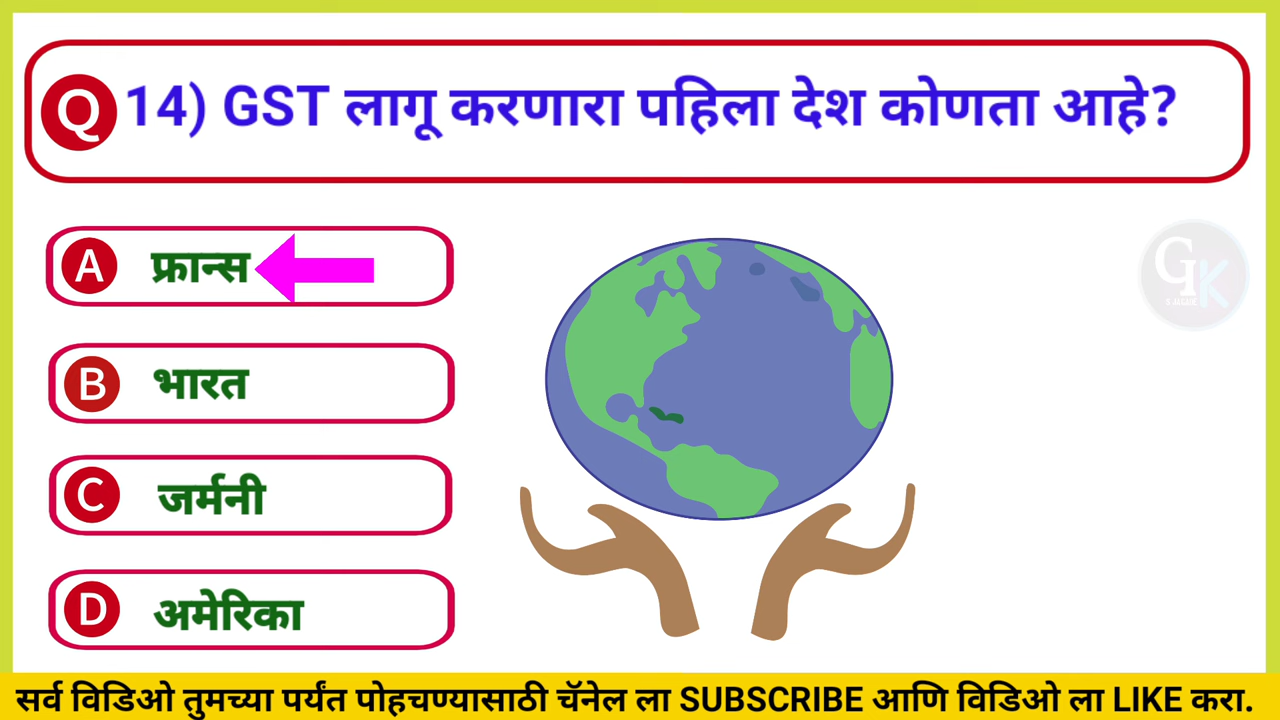 Q 14) GST लागू करणारा पहिला देश कोणता आहे?
A फ्रान्स
B भारत
C जर्मनी
D अमेरिका
GK
सर्व विडिओ तुमच्या पर्यंत पोहचण्यासाठी चॅनेल ला SUBSCRIBE आणि विडिओ ला LIKE करा.